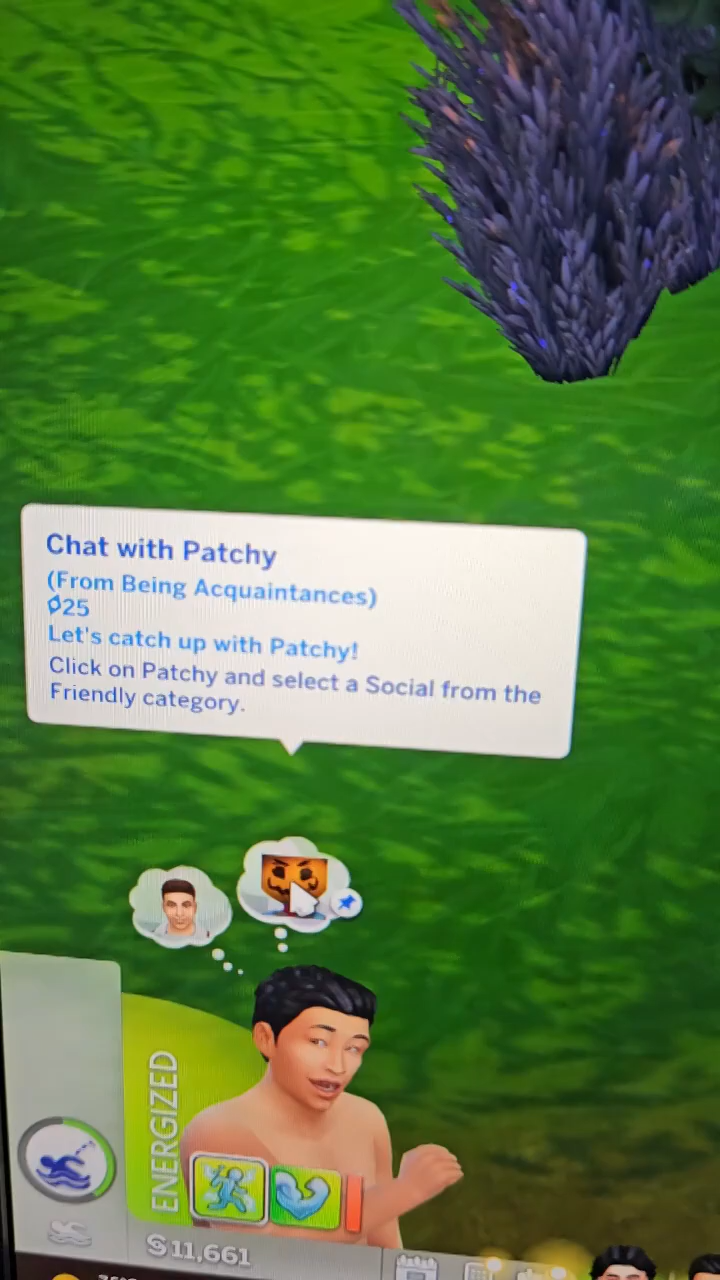 Chat with Patchy
(From Being Acquaintances)
25
Let's catch up with Patchy!
Click on Patchy and select a Social from the
Friendly category.
ENERGIZED
§11,661